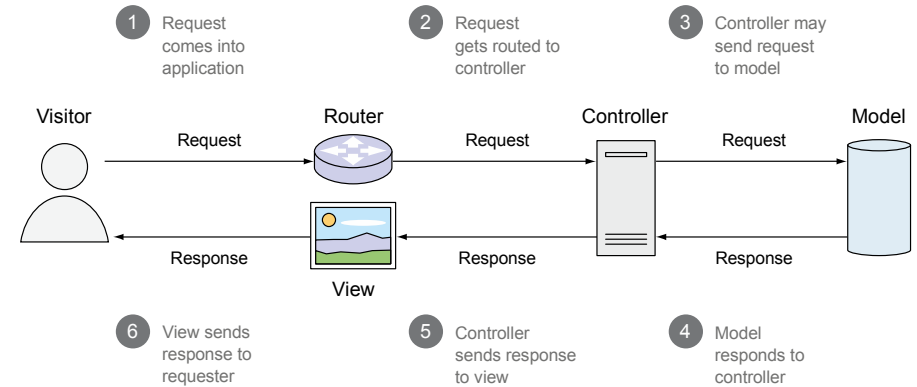 1 Request
comes into
application
2 Request
gets routed to
controller
3 Controller may
send request
to model
Visitor
Router
Controller
Model
Request
Request
Request
Response
Response
Response
View
6 View sends
response to
requester
5 Controller
sends response
to view
4 Model
responds to
controller